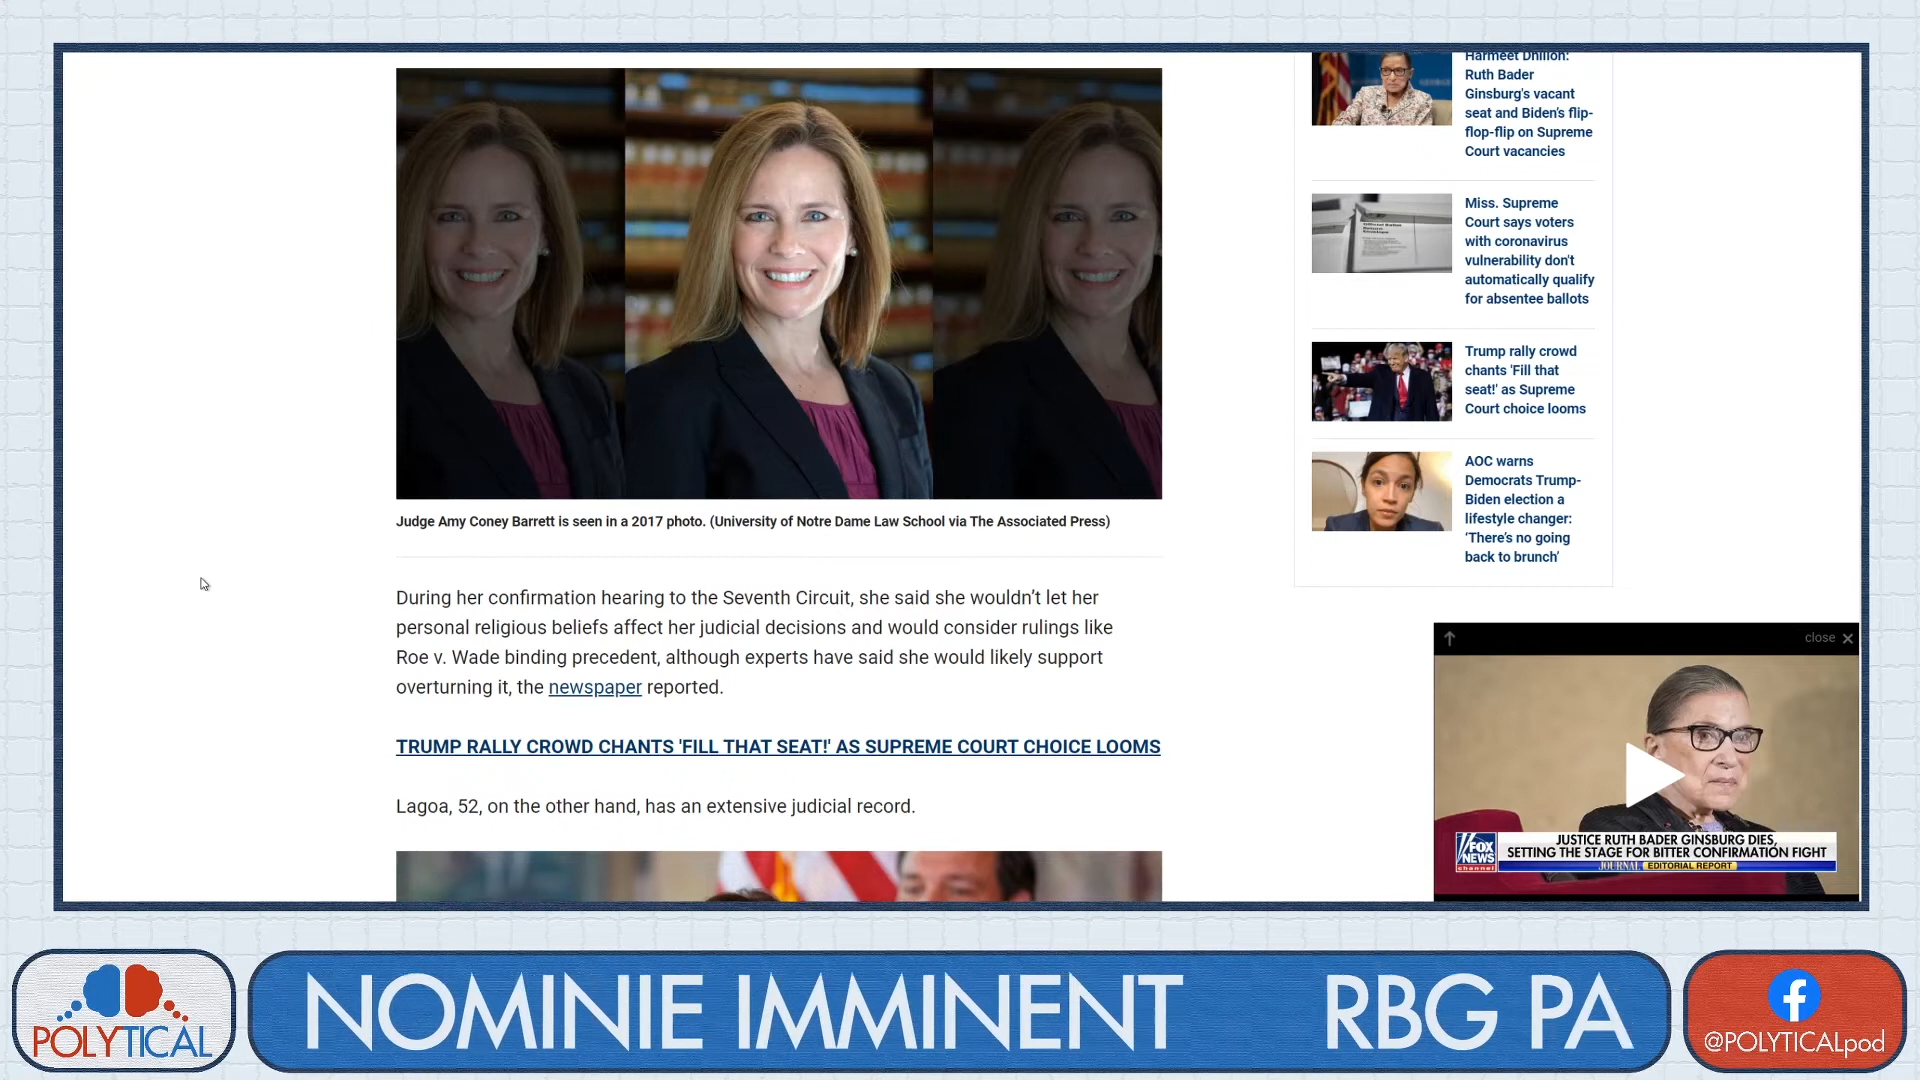 Judge Amy Coney Barrett is seen in a 2017 photo. (University of Notre Dame Law School via The Associated Press)
During her confirmation hearing to the Seventh Circuit, she said she wouldn’t let her
personal religious beliefs affect her judicial decisions and would consider rulings like
Roe v. Wade binding precedent, although experts have said she would likely support
overturning it, the newspaper reported.
TRUMP RALLY CROWD CHANTS 'FILL THAT SEAT!' AS SUPREME COURT CHOICE LOOMS
Lagoa, 52, on the other hand, has an extensive judicial record.
Harmeet Dhillon:
Ruth Bader
Ginsburg's vacant
seat and Biden’s flip-
flop-flip on Supreme
Court vacancies
Miss. Supreme
Court says voters
with coronavirus
vulnerability don't
automatically qualify
for absentee ballots
Trump rally crowd
chants 'Fill that
seat!' as Supreme
Court choice looms
AOC warns
Democrats Trump-
Biden election a
lifestyle changer:
‘There’s no going
back to brunch’
close
FOX
NEWS
channel
JUSTICE RUTH BADER GINSBURG DIES,
SETTING THE STAGE FOR BITTER CONFIRMATION FIGHT
JOURNAL EDITORIAL REPORT
POLYTICAL
NOMINIE IMMINENT RBG PA
@POLYTICALpod